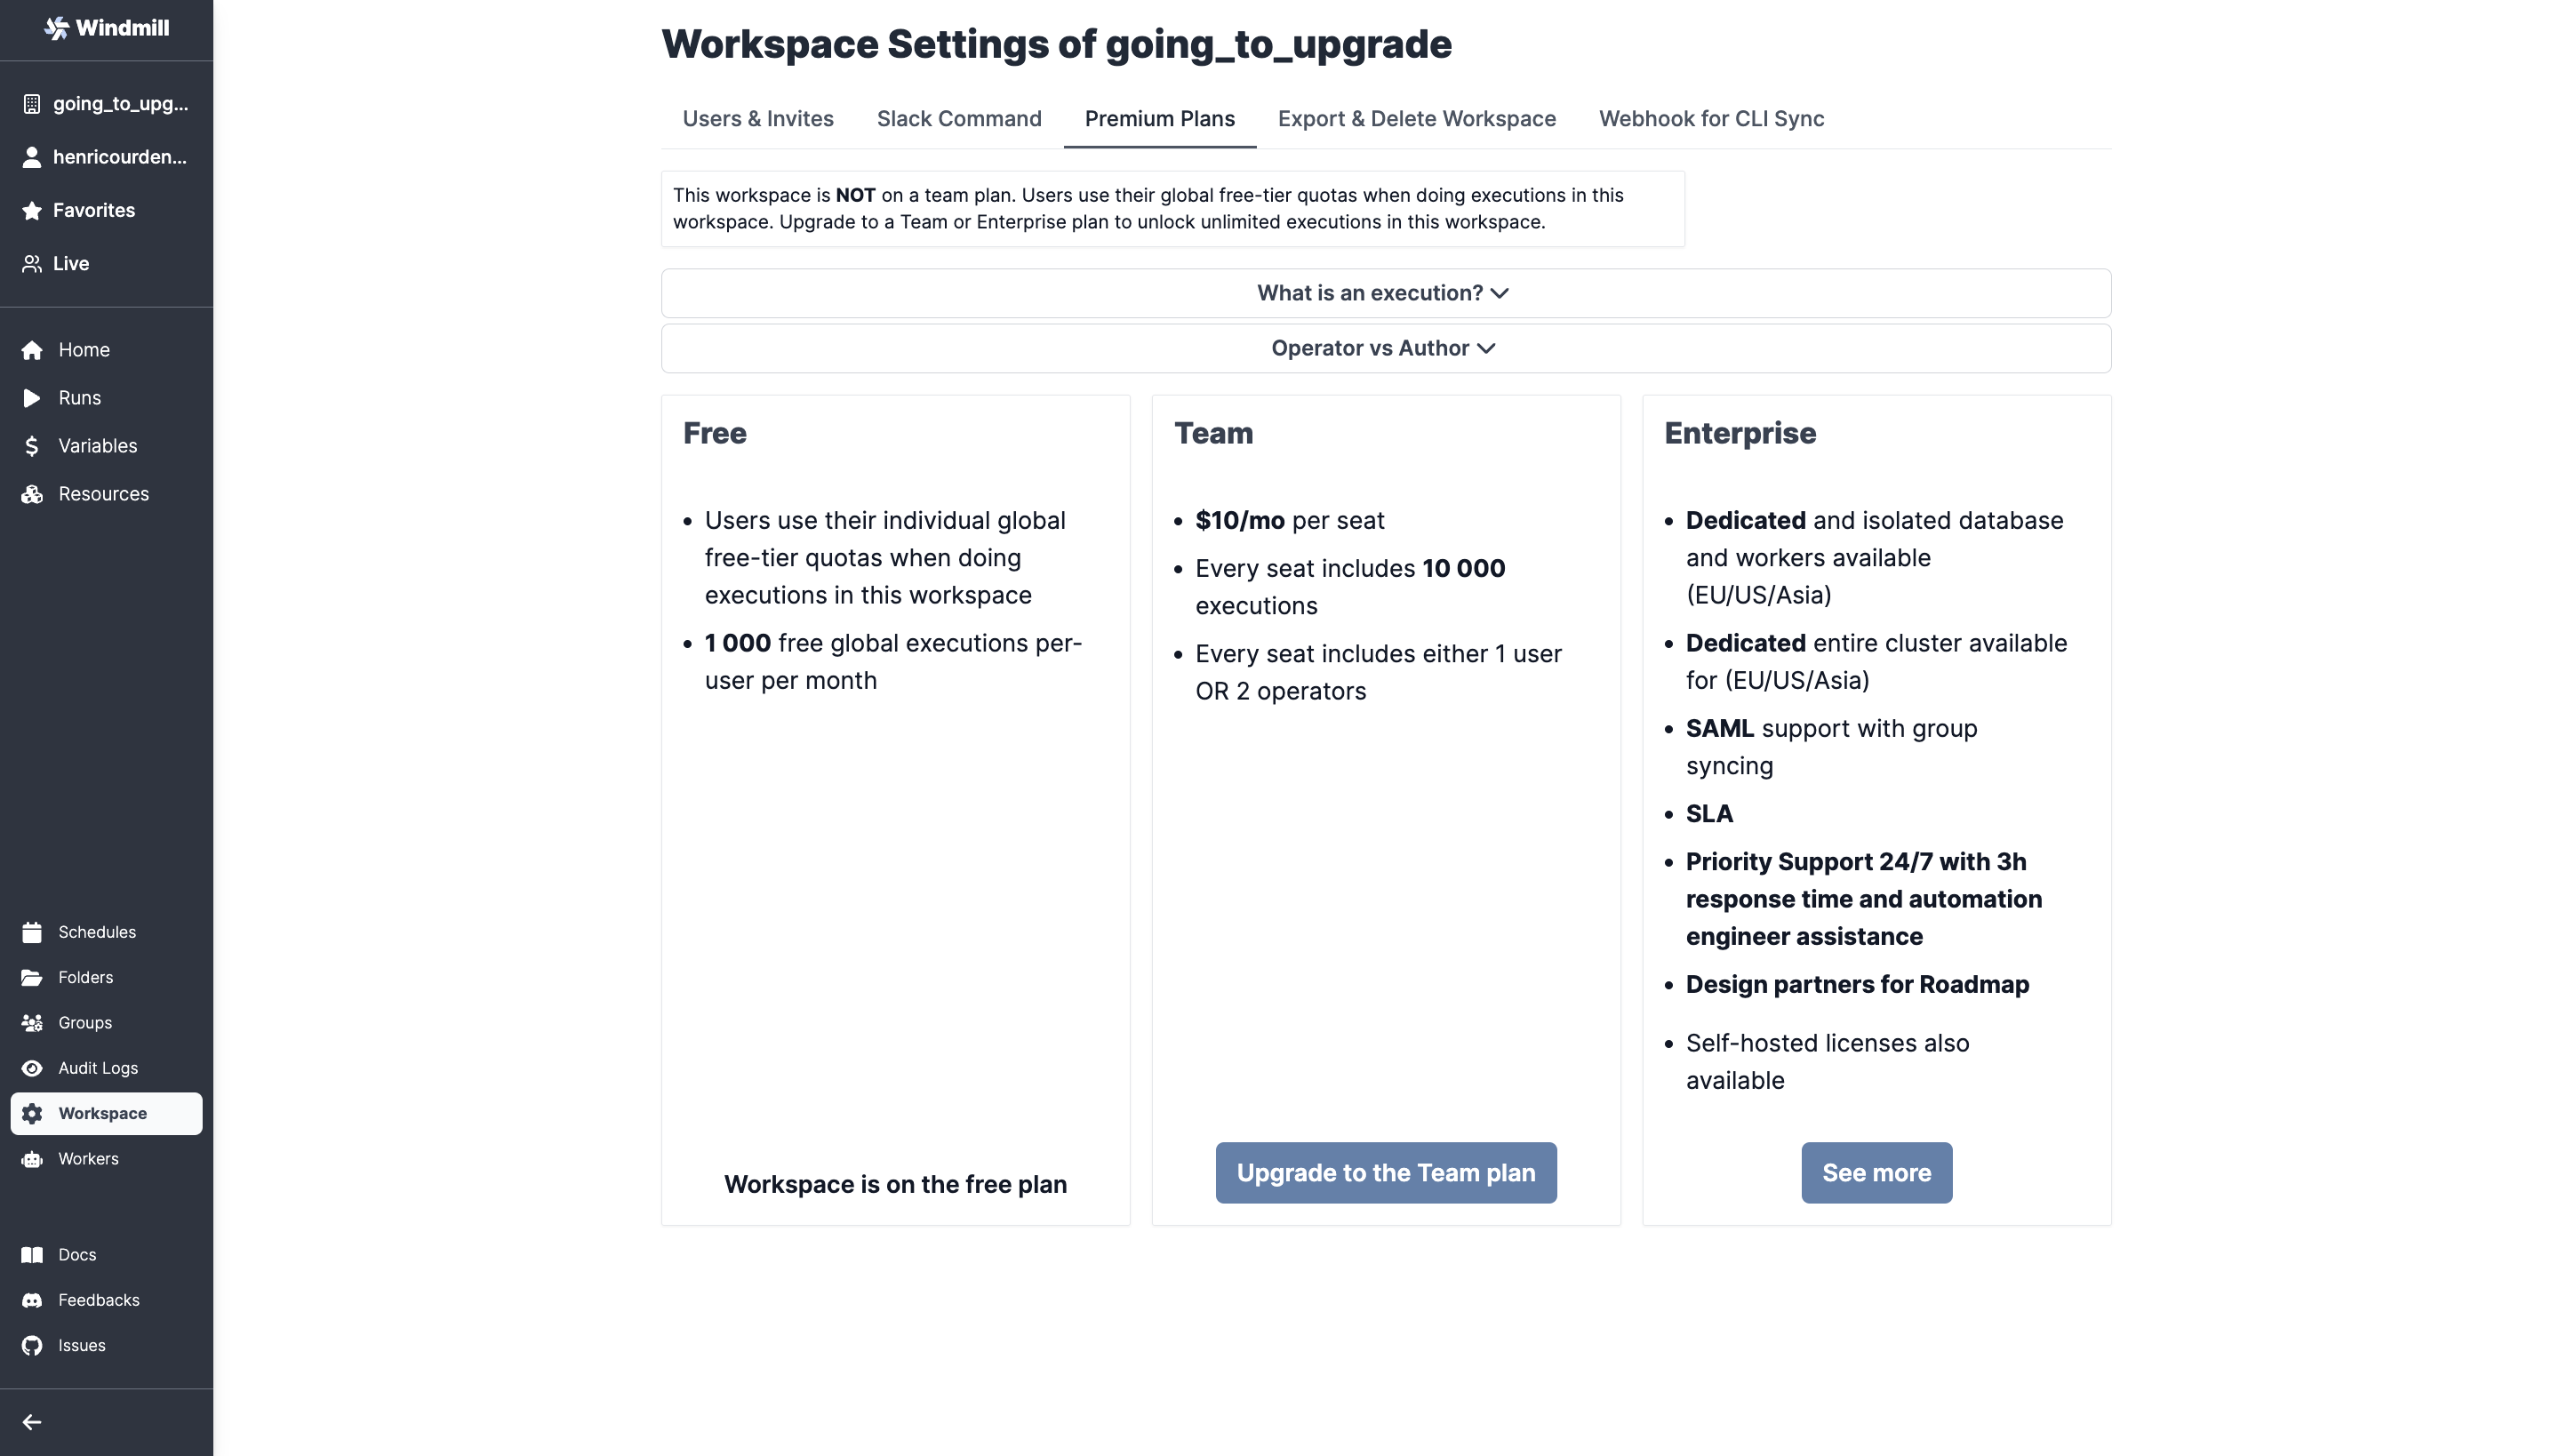 Windmill
going_to_upg...
henricourden...
Favorites
Live
Home
Runs
Variables
Resources
Schedules
Folders
Groups
Audit Logs
Workspace
Workers
Docs
Feedbacks
Issues
Workspace Settings of going_to_upgrade
Users & Invites
Slack Command
Premium Plans
Export & Delete Workspace
Webhook for CLI Sync
This workspace is NOT on a team plan. Users use their global free-tier quotas when doing executions in this
workspace. Upgrade to a Team or Enterprise plan to unlock unlimited executions in this workspace.
What is an execution?
Operator vs Author
Free
Users use their individual global
free-tier quotas when doing
executions in this workspace
1 000 free global executions per-
user per month
Workspace is on the free plan
Team
$10/mo per seat
Every seat includes 10 000
executions
Every seat includes either 1 user
OR 2 operators
Upgrade to the Team plan
Enterprise
Dedicated and isolated database
and workers available
(EU/US/Asia)
Dedicated entire cluster available
for (EU/US/Asia)
SAML support with group
syncing
SLA
Priority Support 24/7 with 3h
response time and automation
engineer assistance
Design partners for Roadmap
Self-hosted licenses also
available
See more